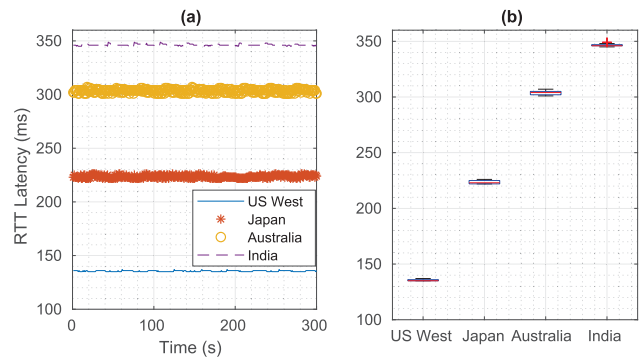 (a)
RTT Latency (ms)
350
300
250
200
150
100
US West
Japan
Australia
India
0
100
200
300
Time (s)
(b)
350
300
250
200
150
100
US West
Japan
Australia
India